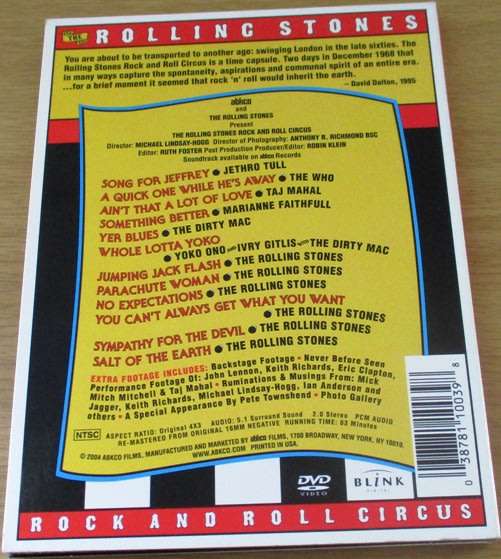 THE ROLLING STONES
You are about to be transported to another age: swinging London in the late sixties. The
Rolling Stones Rock and Roll Circus is a time capsule. Two days in December 1968 that
in many ways capture the spontaneity, aspirations and communal spirit of an entire era.
...for a brief moment it seemed that rock 'n' roll would inherit the earth.
– David Dalton, 1995
abkco
and
THE ROLLING STONES
Present
THE ROLLING STONES ROCK AND ROLL CIRCUS
Director: MICHAEL LINDSAY-HOGG Director of Photography: ANTHONY B. RICHMOND BSC
Editor: RUTH FOSTER Post Production Producer/Editor: ROBIN KLEIN
Soundtrack available on abkco Records
SONG FOR JEFFREY ● JETHRO TULL
A QUICK ONE WHILE HE'S AWAY ● THE WHO
AIN'T THAT A LOT OF LOVE ● TAJ MAHAL
SOMETHING BETTER ● MARIANNE FAITHFULL
YER BLUES ● THE DIRTY MAC
WHOLE LOTTA YOKO
● YOKO ONO and IVRY GITLIS with THE DIRTY MAC
JUMPING JACK FLASH ● THE ROLLING STONES
PARACHUTE WOMAN ● THE ROLLING STONES
NO EXPECTATIONS ● THE ROLLING STONES
YOU CAN'T ALWAYS GET WHAT YOU WANT
● THE ROLLING STONES
SYMPATHY FOR THE DEVIL ● THE ROLLING STONES
SALT OF THE EARTH ● THE ROLLING STONES
EXTRA FOOTAGE INCLUDES: Backstage Footage • Never Before Seen
Performance Footage Of: John Lennon, Keith Richards, Eric Clapton,
Mitch Mitchell & Taj Mahal • Ruminations & Musings From: Mick
Jagger, Keith Richards, Michael Lindsay-Hogg, Ian Anderson and
others • A Special Appearance By Pete Townshend • Photo Gallery
NTSC
ASPECT RATIO: Original 4X3 AUDIO: 5.1 Surround Sound 2.0 Stereo PCM AUDIO
RE-MASTERED FROM ORIGINAL 16MM NEGATIVE RUNNING TIME: 63 Minutes
© 2004 ABKCO FILMS, MANUFACTURED AND MARKETED BY abkco FILMS, 1700 BROADWAY, NEW YORK, NY 10019.
WWW.ABKCO.COM PRINTED IN USA.
0 38781 10039 8
DVD
VIDEO
BLINK
DIGITAL
ROCK AND ROLL CIRCUS